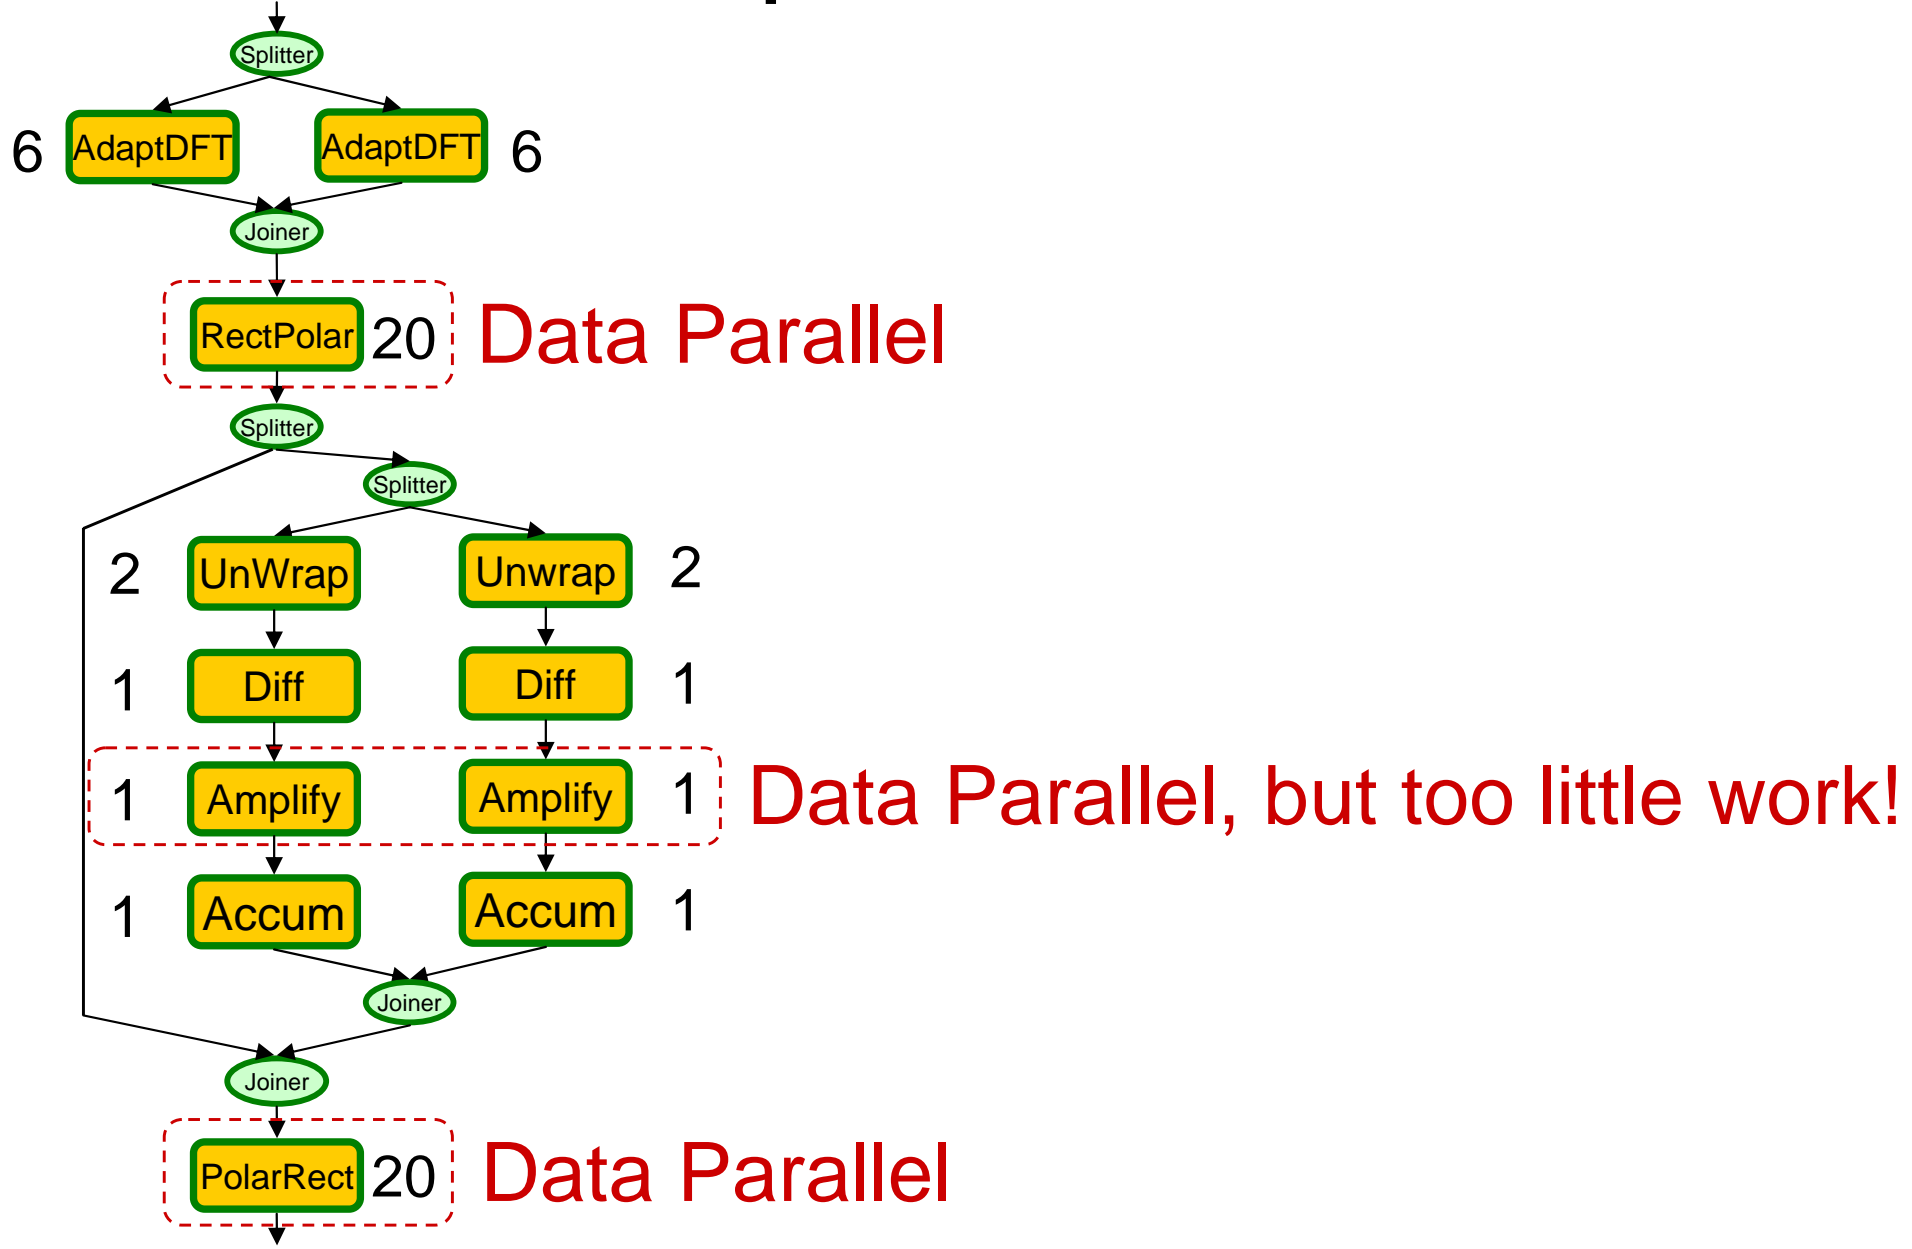 Splitter
6 AdaptDFT AdaptDFT 6
Joiner
RectPolar 20 Data Parallel
Splitter
Splitter
2 UnWrap Unwrap 2
1 Diff Diff 1
1 Amplify Amplify 1 Data Parallel, but too little work!
1 Accum Accum 1
Joiner
Joiner
PolarRect 20 Data Parallel